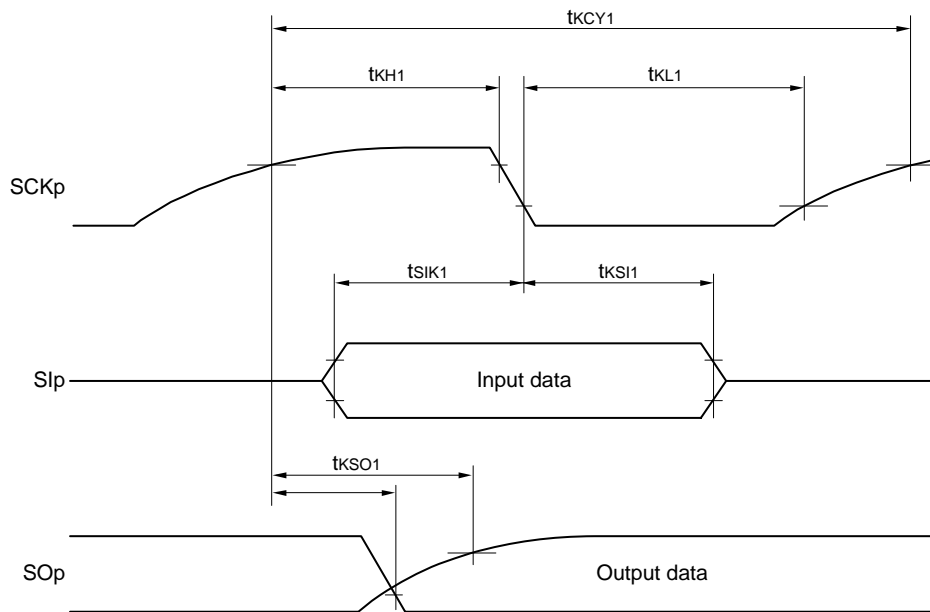 tKCY1
tKH1
tKL1
SCKp
tSIK1
tKSI1
SIp
Input data
tKSO1
SOp
Output data